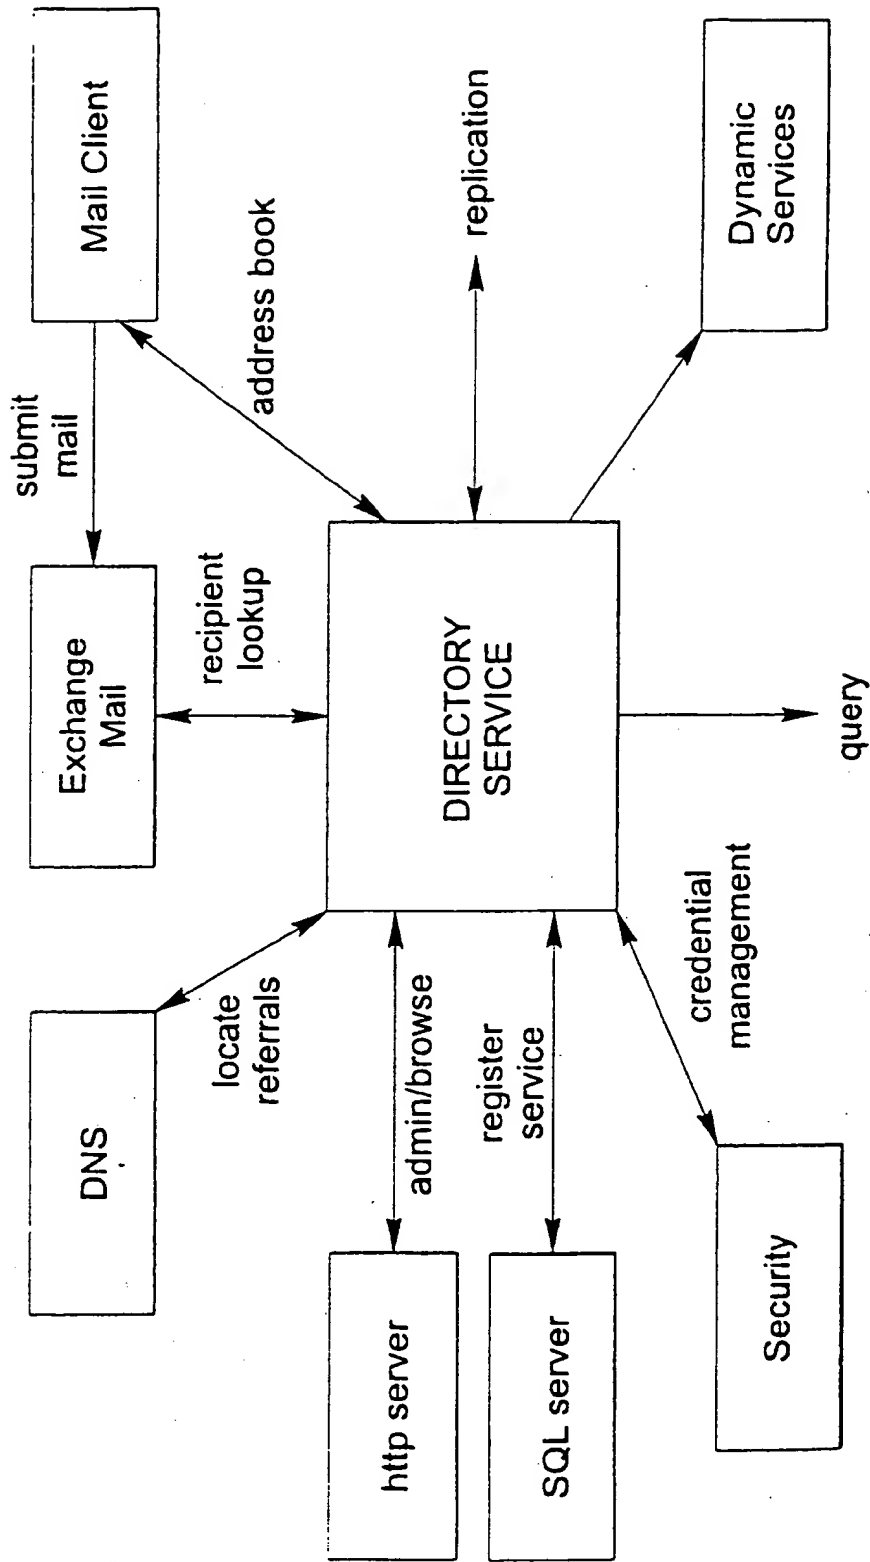 DNS
Exchange
Mail
submit
mail
Mail Client
locate
referrals
recipient
lookup
address book
http server
admin/browse
DIRECTORY
SERVICE
replication
SQL server
register
service
Security
credential
management
query
Dynamic
Services